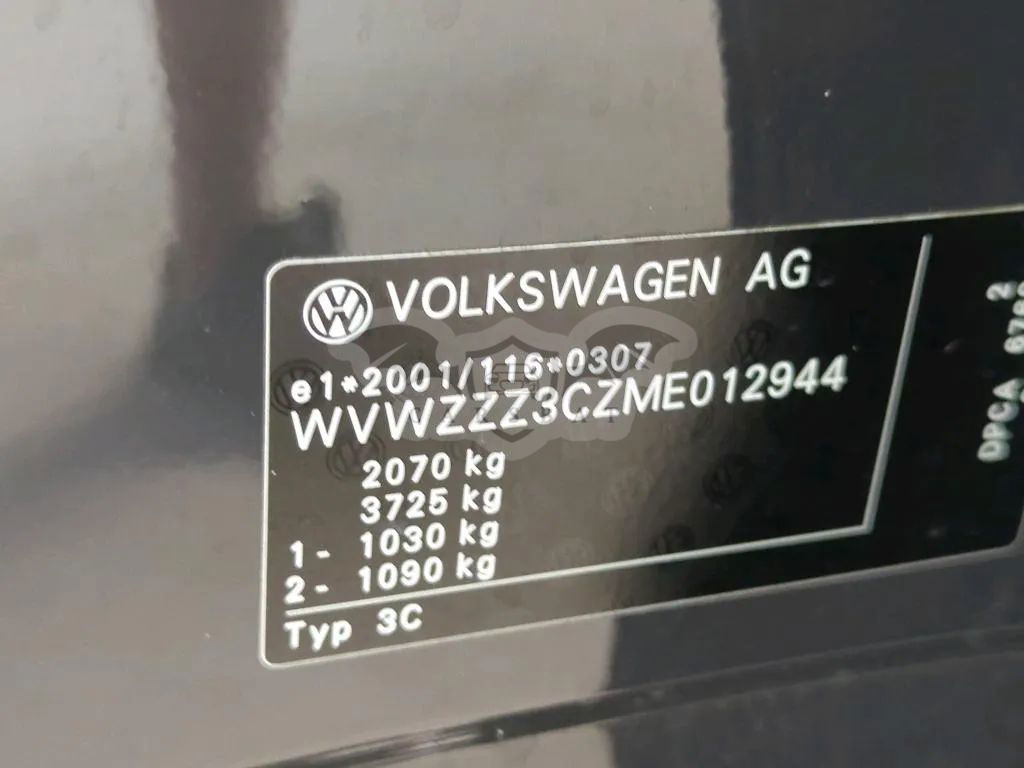 VOLKSWAGEN AG
e1*2001/116*0307
WVWZZZ3CZME012944
2070 kg
3725 kg
1- 1030 kg
2- 1090 kg
Typ 3C
DPCA